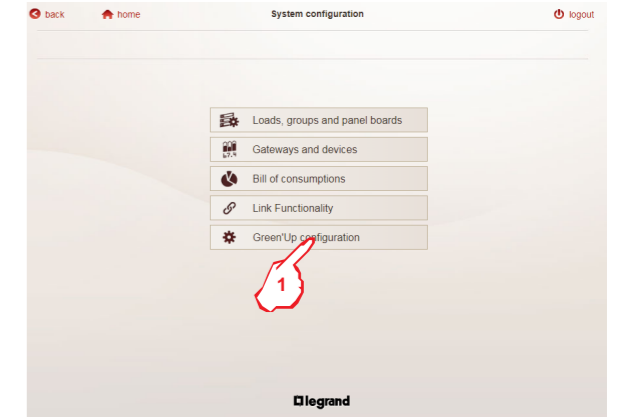 back home System configuration logout
Loads, groups and panel boards
Gateways and devices
Bill of consumptions
Link Functionality
Green'Up configuration
1
legrand